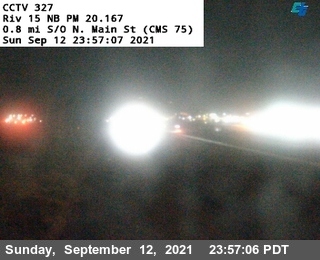 CCTV 327
Riv 15 NB PM 20.167
0.8 mi S/O N. Main St (CMS 75)
Sun Sep 12 23:57:07 2021
Sunday, September 12, 2021 23:57:06 PDT